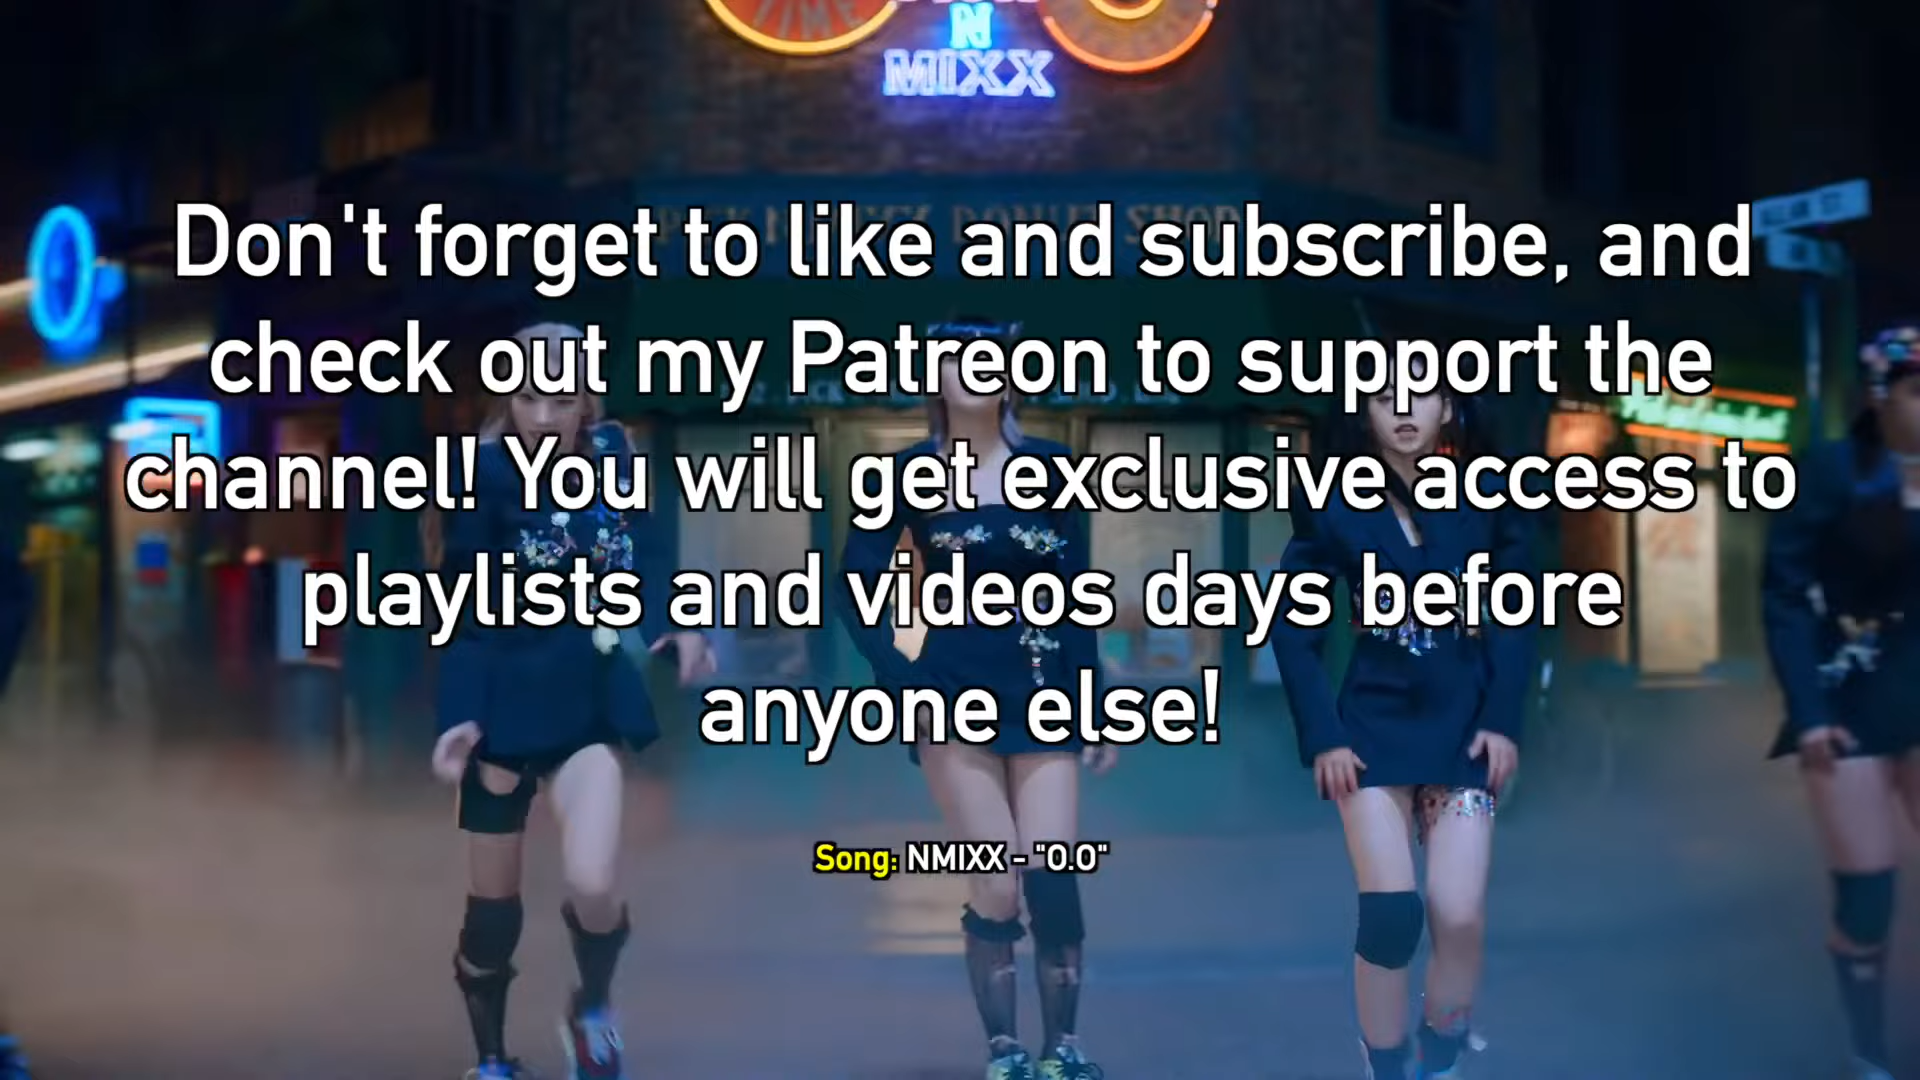 TIME
N
MIXX
Don't forget to like and subscribe, and
check out my Patreon to support the
channel! You will get exclusive access to
playlists and videos days before
anyone else!
Song: NMIXX - "O.O"